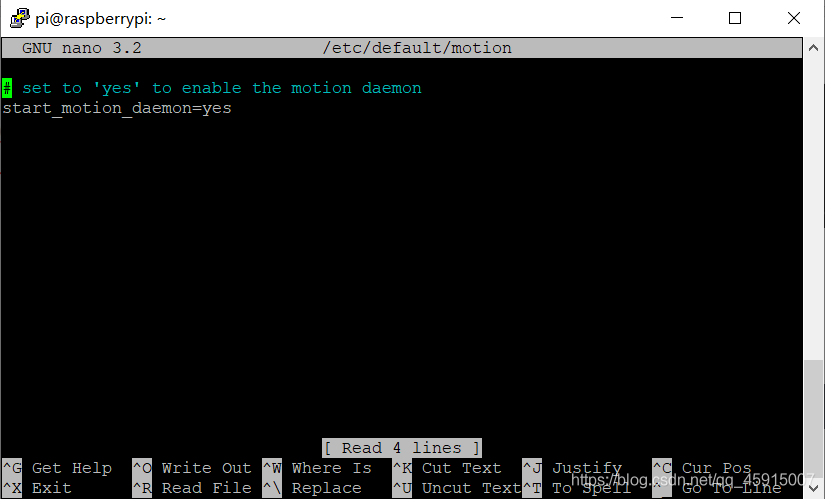 pi@raspberrypi: ~
GNU nano 3.2 /etc/default/motion
# set to 'yes' to enable the motion daemon
start_motion_daemon=yes
[ Read 4 lines ]
^G Get Help ^O Write Out ^W Where Is ^K Cut Text ^J Justify ^C Cur Pos
^X Exit ^R Read File ^\ Replace ^U Uncut Text ^T To Spell ^_ Go To Line
https://blog.csdn.net/qq_45915007